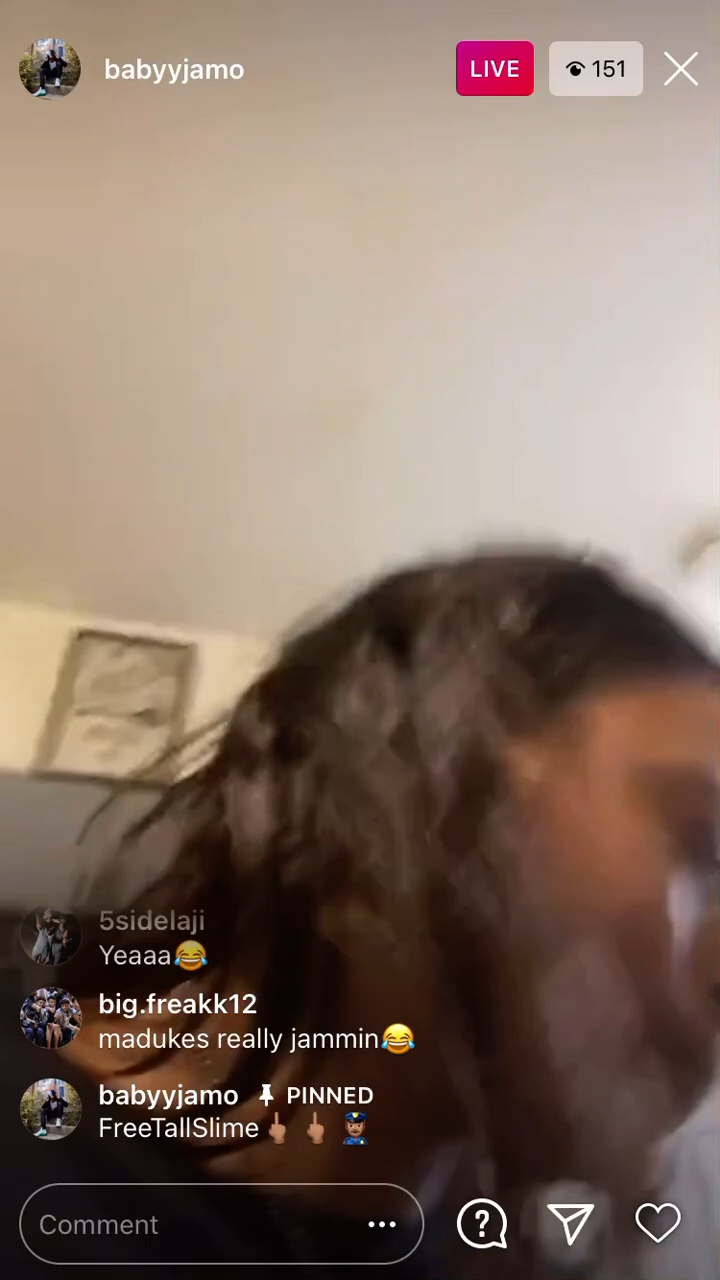 babyyjamo
LIVE
151
5sidelaji
Yeaaa😂
big.freakk12
madukes really jammin😂
babyyjamo PINNED
FreeTallSlime🖕🏽🖕🏽👮🏽‍♂️
Comment